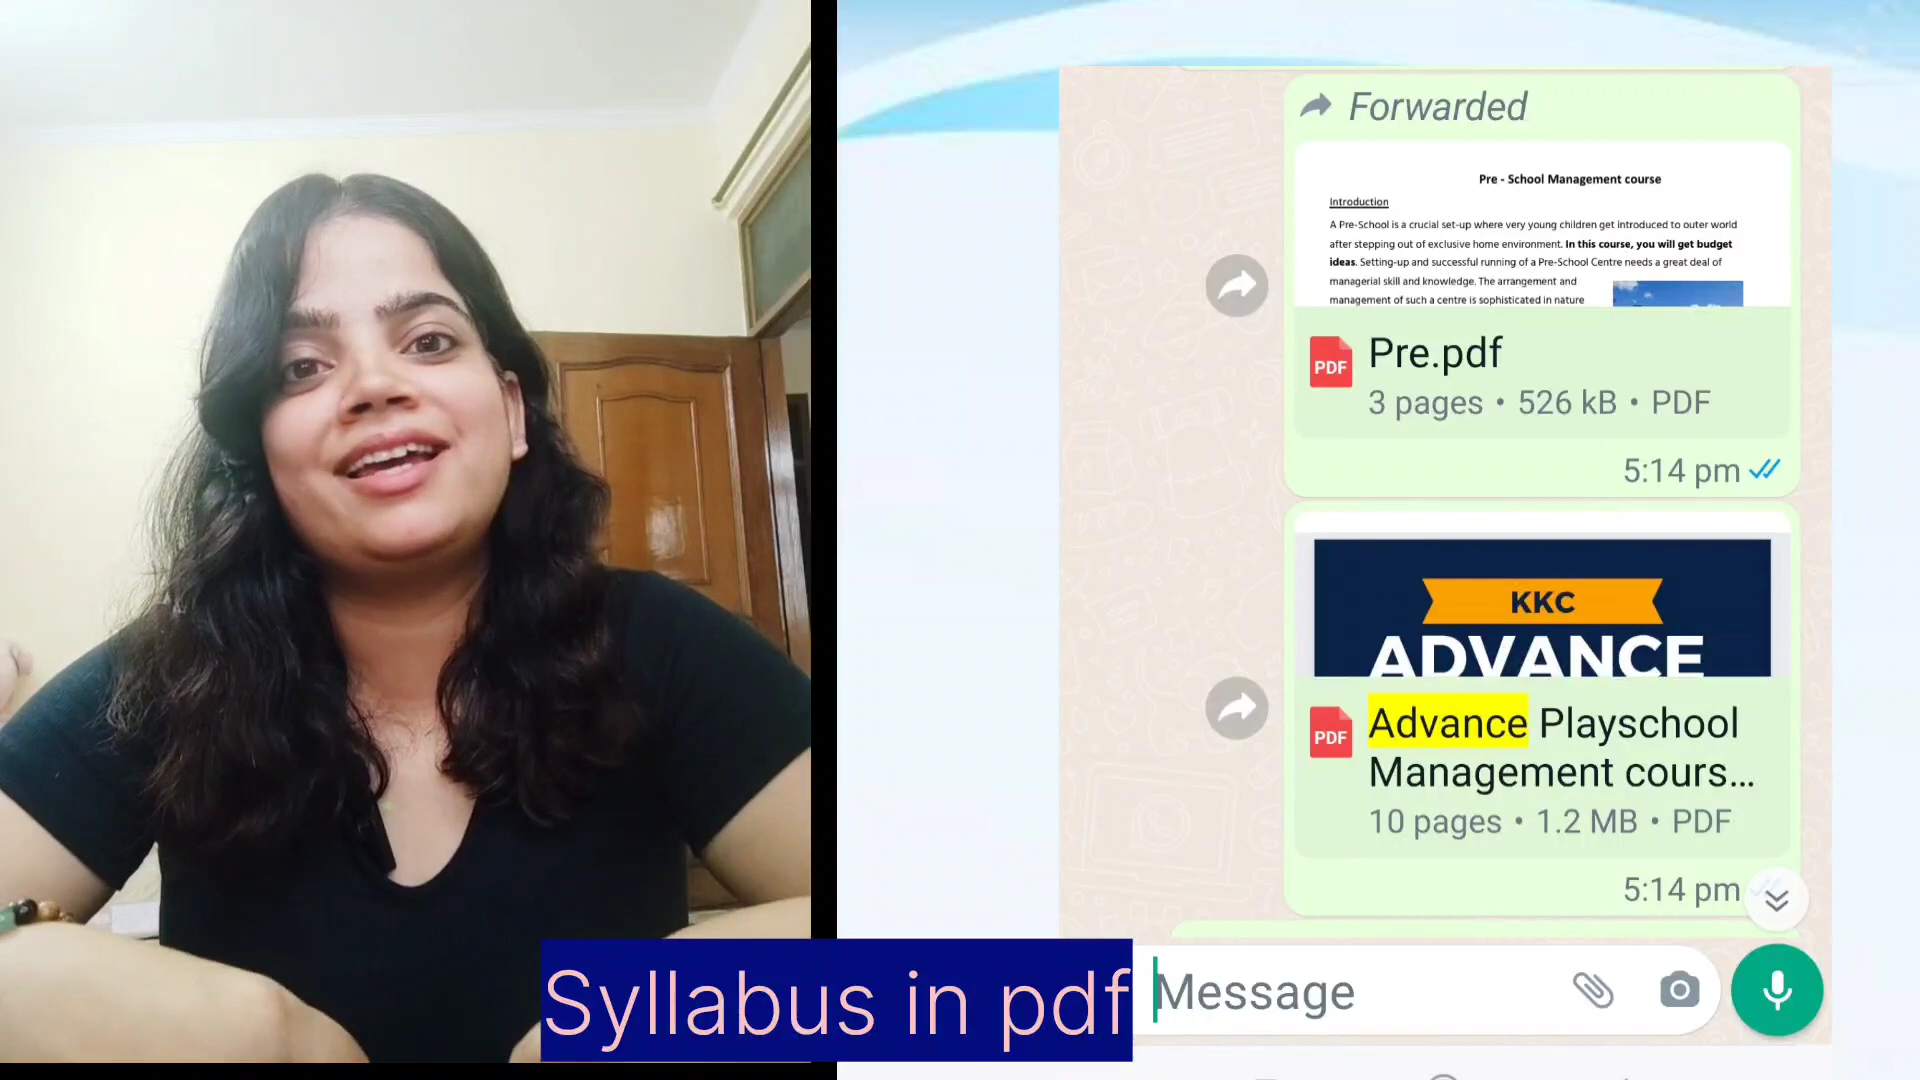 Forwarded
Pre - School Management course
Introduction
A Pre-School is a crucial set-up where very young children get introduced to outer world
after stepping out of exclusive home environment. In this course, you will get budget
ideas. Setting-up and successful running of a Pre-School Centre needs a great deal of
managerial skill and knowledge. The arrangement and
management of such a centre is sophisticated in nature
PDF
Pre.pdf
3 pages • 526 kB • PDF
5:14 pm
KKC
ADVANCE
PDF
Advance Playschool
Management cours...
10 pages • 1.2 MB • PDF
5:14 pm
Syllabus in pdf
Message